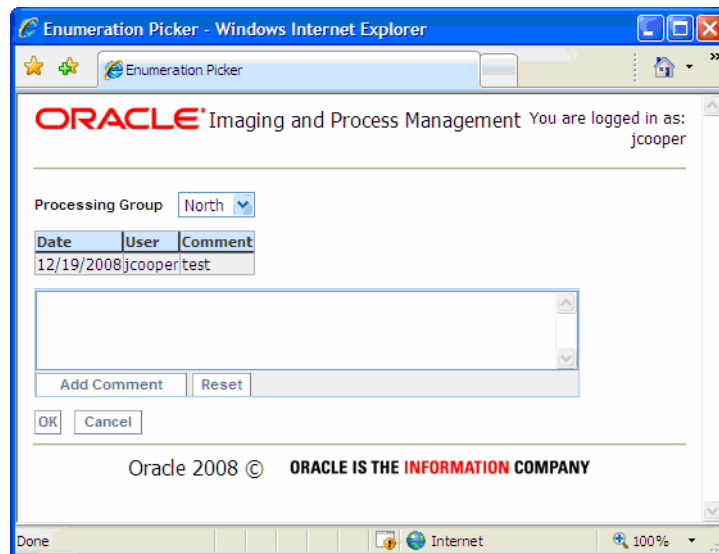 Enumeration Picker - Windows Internet Explorer
Enumeration Picker
ORACLE Imaging and Process Management You are logged in as:
jcooper
Processing Group North
Date User Comment
12/19/2008 jcooper test
Add Comment Reset
OK Cancel
Oracle 2008 © ORACLE IS THE INFORMATION COMPANY
Done Internet 100%